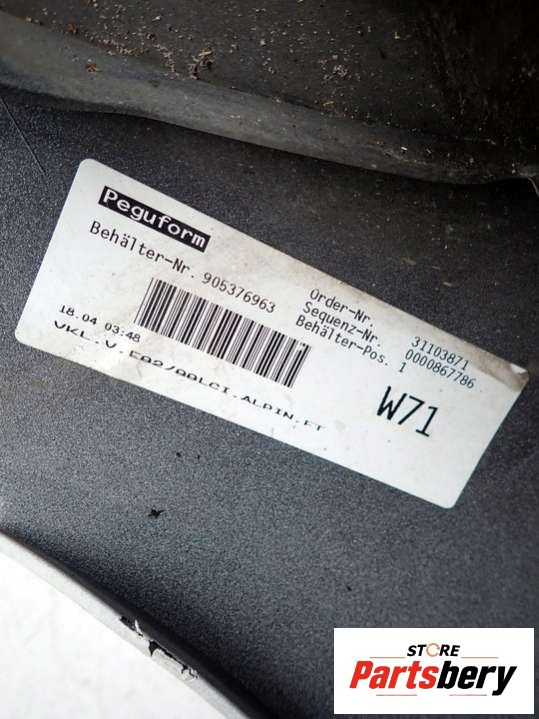 Peguform
Behälter-Nr. 905376963
Order-Nr. 31103871
Sequenz-Nr. 0000867786
Behälter-Pos. 1
18.04 03:48
W71
STORE
Partsbery